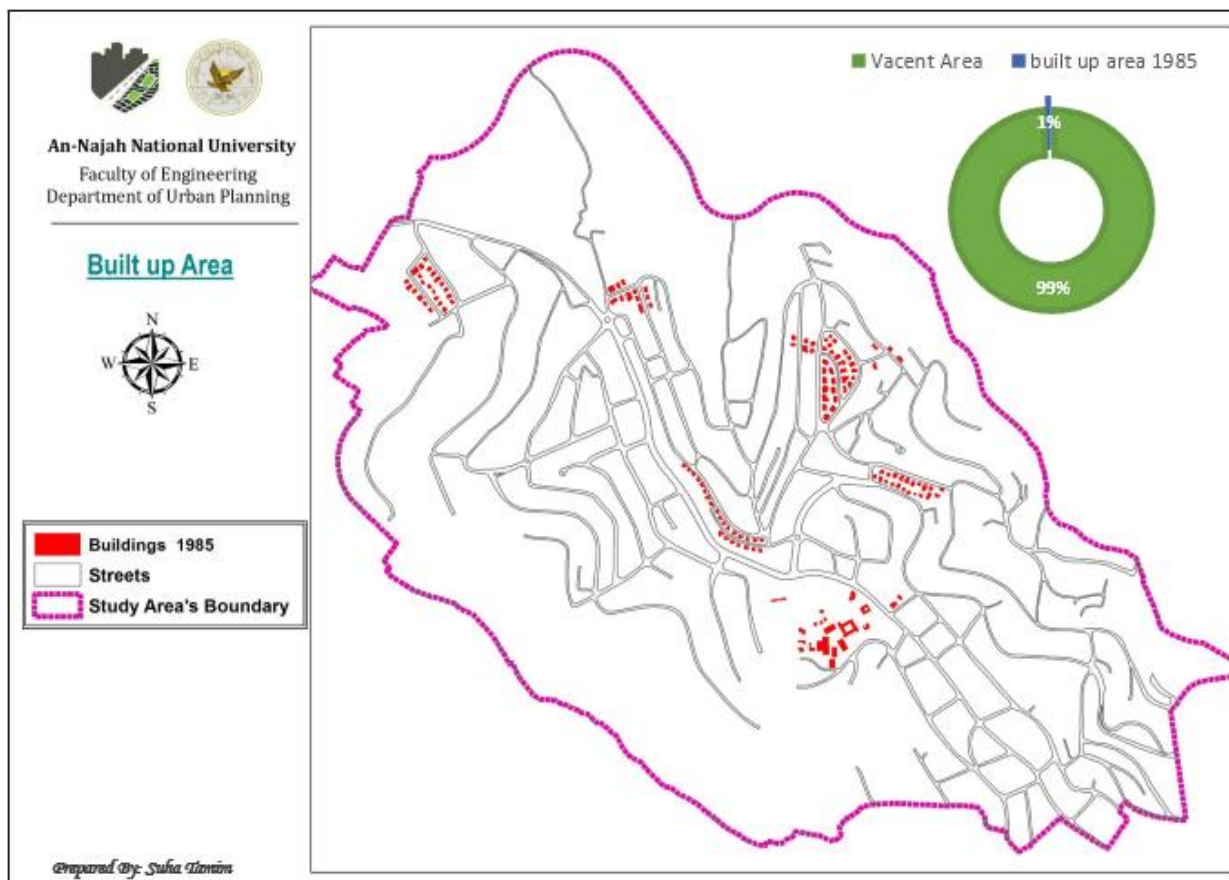 An-Najah National University
Faculty of Engineering
Department of Urban Planning
Built up Area
N
W E
S
Buildings 1985
Streets
Study Area's Boundary
Prepared By: Suha Tamim
Vacent Area built up area 1985
1%
99%